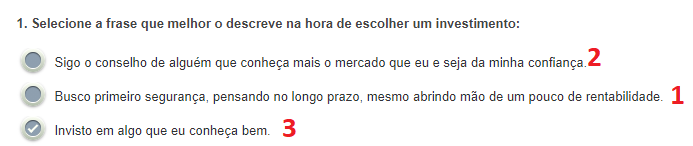 1. Selecione a frase que melhor o descreve na hora de escolher um investimento:
Sigo o conselho de alguém que conheça mais o mercado que eu e seja da minha confiança. 2
Busco primeiro segurança, pensando no longo prazo, mesmo abrindo mão de um pouco de rentabilidade. 1
Invisto em algo que eu conheça bem. 3